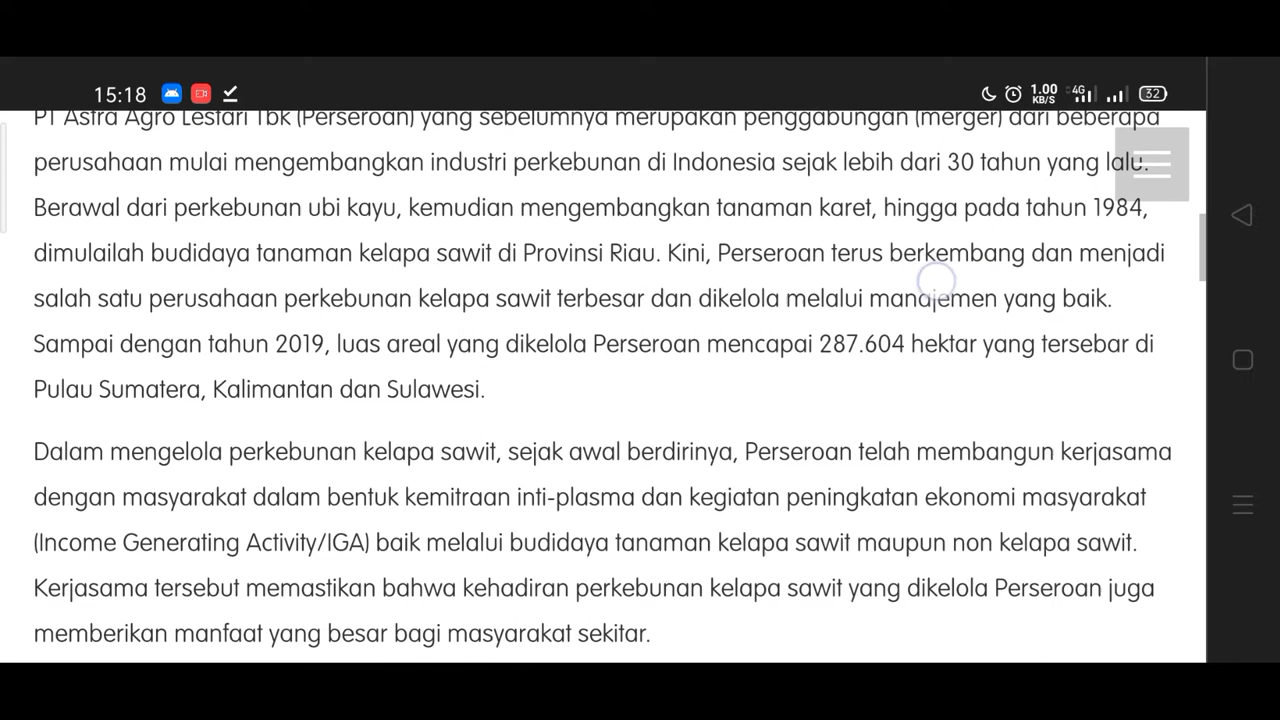 15:18
1.00
KB/S
4G
32
PT Astra Agro Lestari Tbk (Perseroan) yang sebelumnya merupakan penggabungan (merger) dari beberapa
perusahaan mulai mengembangkan industri perkebunan di Indonesia sejak lebih dari 30 tahun yang lalu.
Berawal dari perkebunan ubi kayu, kemudian mengembangkan tanaman karet, hingga pada tahun 1984,
dimulailah budidaya tanaman kelapa sawit di Provinsi Riau. Kini, Perseroan terus berkembang dan menjadi
salah satu perusahaan perkebunan kelapa sawit terbesar dan dikelola melalui manajemen yang baik.
Sampai dengan tahun 2019, luas areal yang dikelola Perseroan mencapai 287.604 hektar yang tersebar di
Pulau Sumatera, Kalimantan dan Sulawesi.
Dalam mengelola perkebunan kelapa sawit, sejak awal berdirinya, Perseroan telah membangun kerjasama
dengan masyarakat dalam bentuk kemitraan inti-plasma dan kegiatan peningkatan ekonomi masyarakat
(Income Generating Activity/IGA) baik melalui budidaya tanaman kelapa sawit maupun non kelapa sawit.
Kerjasama tersebut memastikan bahwa kehadiran perkebunan kelapa sawit yang dikelola Perseroan juga
memberikan manfaat yang besar bagi masyarakat sekitar.